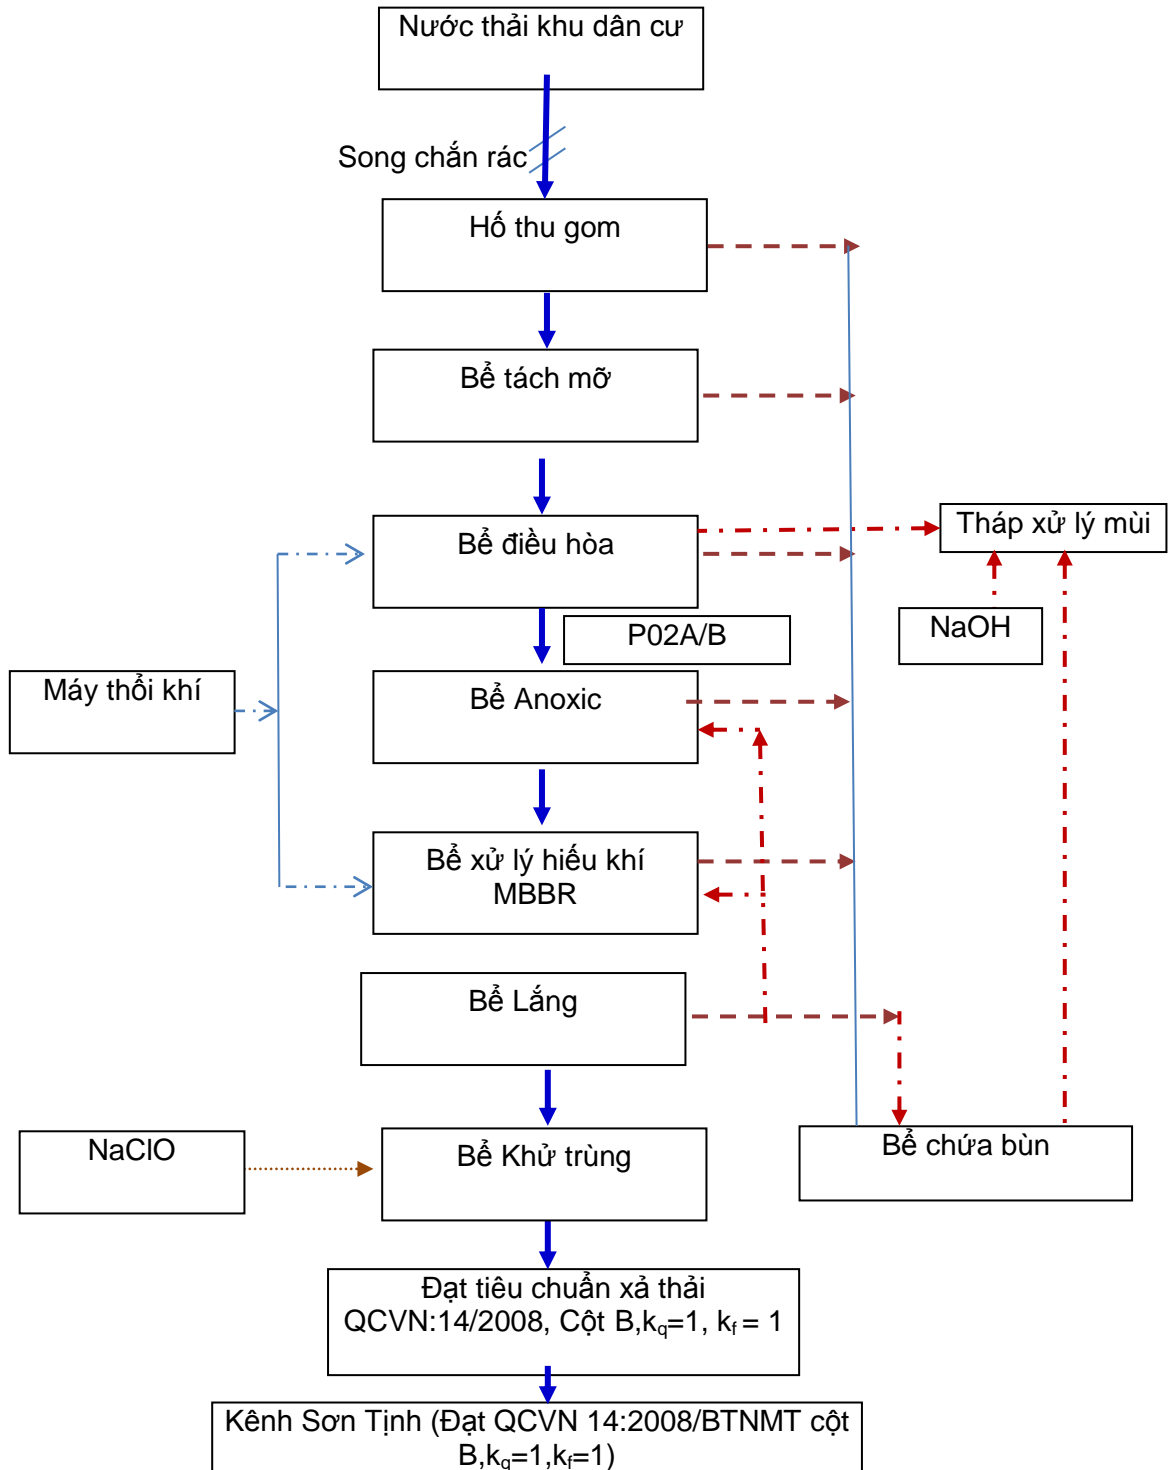 Nước thải khu dân cư
Song chắn rác
Hố thu gom
Bể tách mỡ
Bể điều hòa
Tháp xử lý mùi
P02A/B
NaOH
Máy thổi khí
Bể Anoxic
Bể xử lý hiếu khí
MBBR
Bể Lắng
NaClO
Bể Khử trùng
Bể chứa bùn
Đạt tiêu chuẩn xả thải
QCVN:14/2008, Cột B,kq=1, kf = 1
Kênh Sơn Tịnh (Đạt QCVN 14:2008/BTNMT cột
B,kq=1,kf=1)